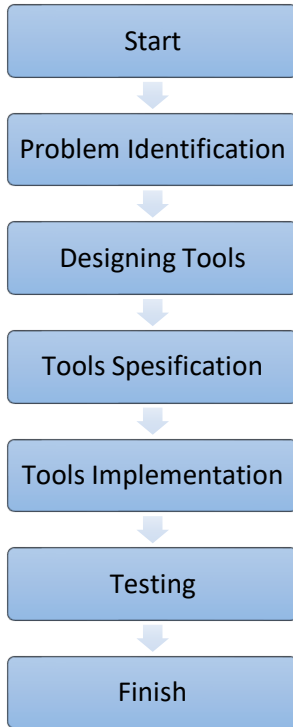 Start
Problem Identification
Designing Tools
Tools Spesification
Tools Implementation
Testing
Finish